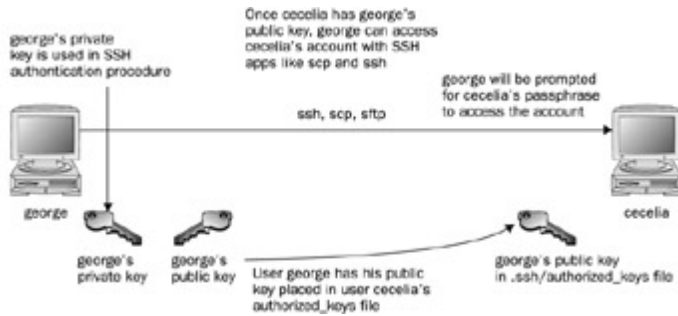 george's private
key is used in SSH
authentication procedure
Once cecelia has george's
public key, george can access
cecelia's account with SSH
apps like scp and ssh
george will be prompted
for cecelia's passphrase
to access the account
ssh, scp, sftp
george
cecelia
george's
private key
george's
public key
User george has his public
key placed in user cecelia's
authorized_keys file
george's public key
in .ssh/authorized_keys file